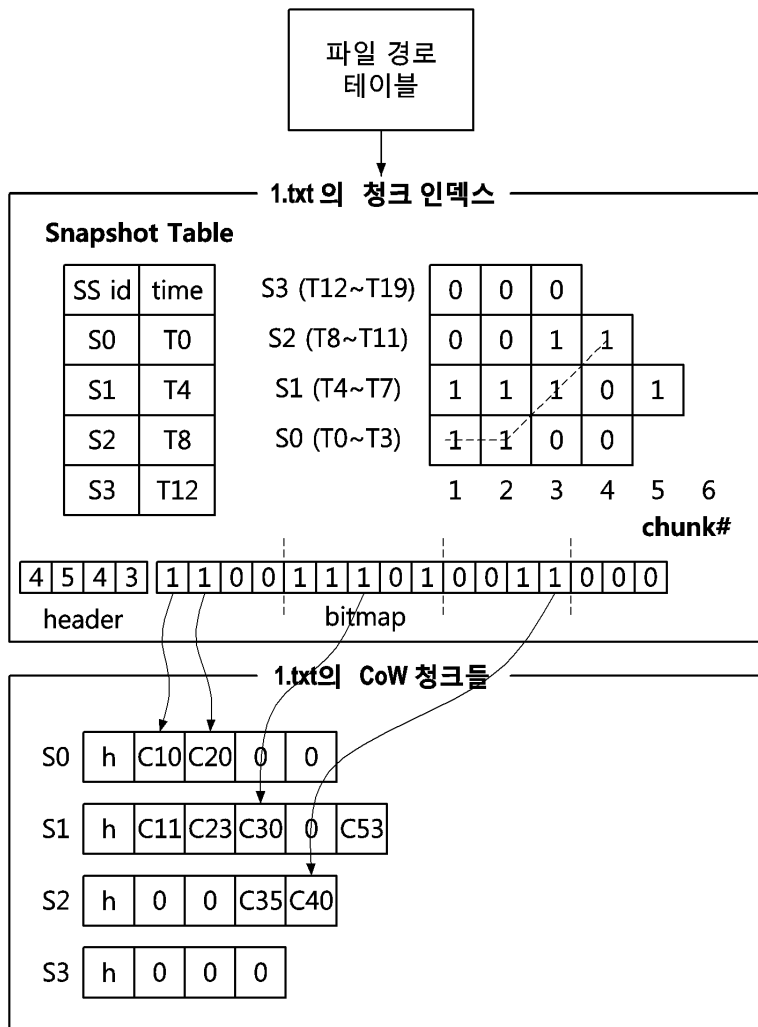 파일 경로
테이블
1.txt 의 청크 인덱스
Snapshot Table
SS id time
S0 T0
S1 T4
S2 T8
S3 T12
S3 (T12~T19) 0 0 0
S2 (T8~T11) 0 0 1 1
S1 (T4~T7) 1 1 1 0 1
S0 (T0~T3) 1 1 0 0
1 2 3 4 5 6
chunk#
4 5 4 3 1 1 0 0 1 1 1 0 1 0 0 1 1 0 0 0
header bitmap
1.txt의 CoW 청크들
S0 h C10 C20 0 0
S1 h C11 C23 C30 0 C53
S2 h 0 0 C35 C40
S3 h 0 0 0